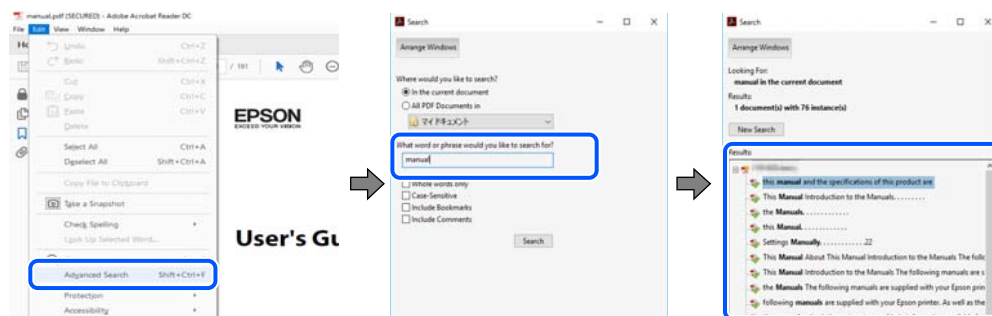 manual.pdf (SECURED) - Adobe Acrobat Reader DC
File Edit View Window Help
Undo Ctrl+Z
Redo Shift+Ctrl+Z
Cut Ctrl+X
Copy Ctrl+C
Paste Ctrl+V
Delete
Select All Ctrl+A
Deselect All Shift+Ctrl+A
Copy File to Clipboard
Take a Snapshot
Check Spelling
Look Up Selected Word...
Advanced Search Shift+Ctrl+F
Protection
Accessibility
/ 191
EPSON
EXCEED YOUR VISION
User's Gu
Search
Arrange Windows
Where would you like to search?
In the current document
All PDF Documents in
マイ ドキュメント
What word or phrase would you like to search for?
manual
Whole words only
Case-Sensitive
Include Bookmarks
Include Comments
Search
Search
Arrange Windows
Looking For:
manual in the current document
Results:
1 document(s) with 76 instance(s)
New Search
Results:
this manual and the specifications of this product are
This Manual Introduction to the Manuals.........
the Manuals.............
this Manual.............
Settings Manually.............22
This Manual About This Manual Introduction to the Manuals The follo
This Manual Introduction to the Manuals The following manuals are s
the Manuals The following manuals are supplied with your Epson prin
following manuals are supplied with your Epson printer. As well as the